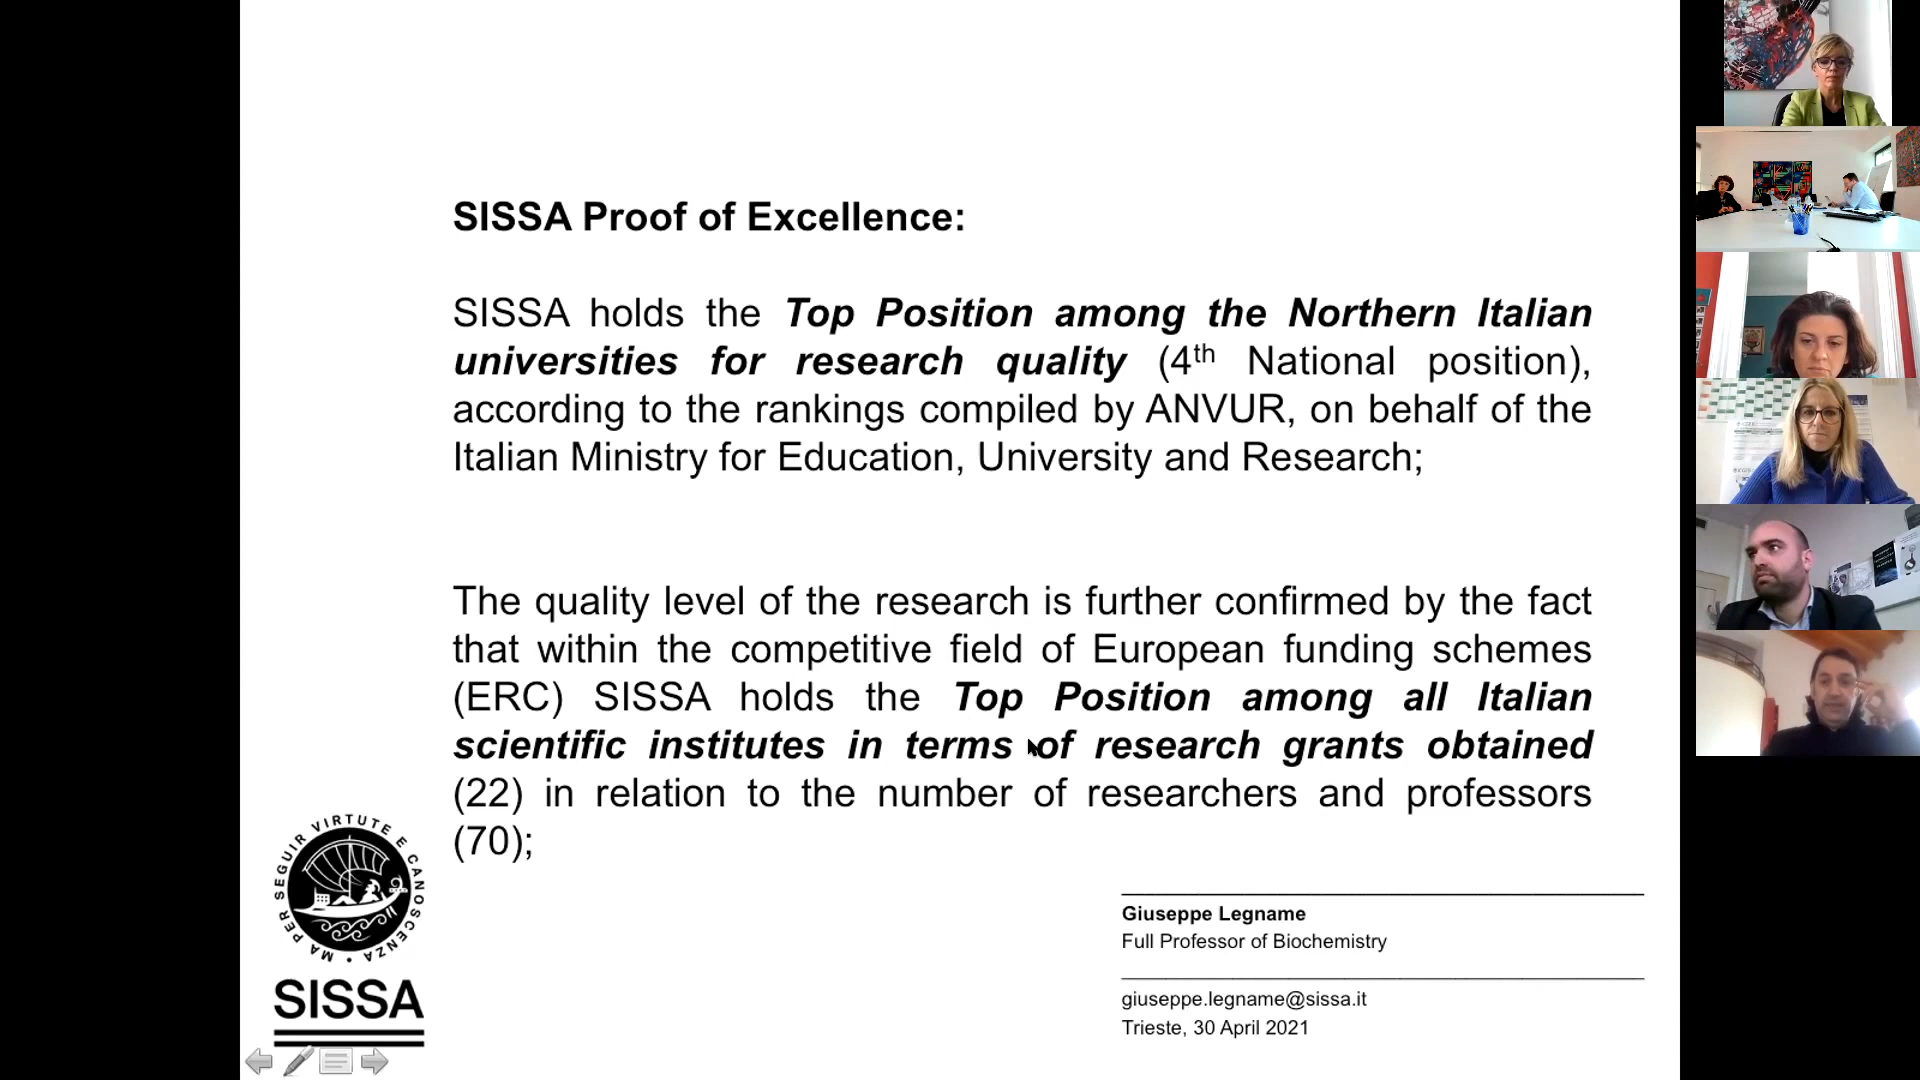 SISSA Proof of Excellence:
SISSA holds the Top Position among the Northern Italian
universities for research quality (4th National position),
according to the rankings compiled by ANVUR, on behalf of the
Italian Ministry for Education, University and Research;
The quality level of the research is further confirmed by the fact
that within the competitive field of European funding schemes
(ERC) SISSA holds the Top Position among all Italian
scientific institutes in terms of research grants obtained
(22) in relation to the number of researchers and professors
(70);
MA PER SEGUIR VIRTUTE E CANOSCENZA
SISSA
Giuseppe Legname
Full Professor of Biochemistry
giuseppe.legname@sissa.it
Trieste, 30 April 2021